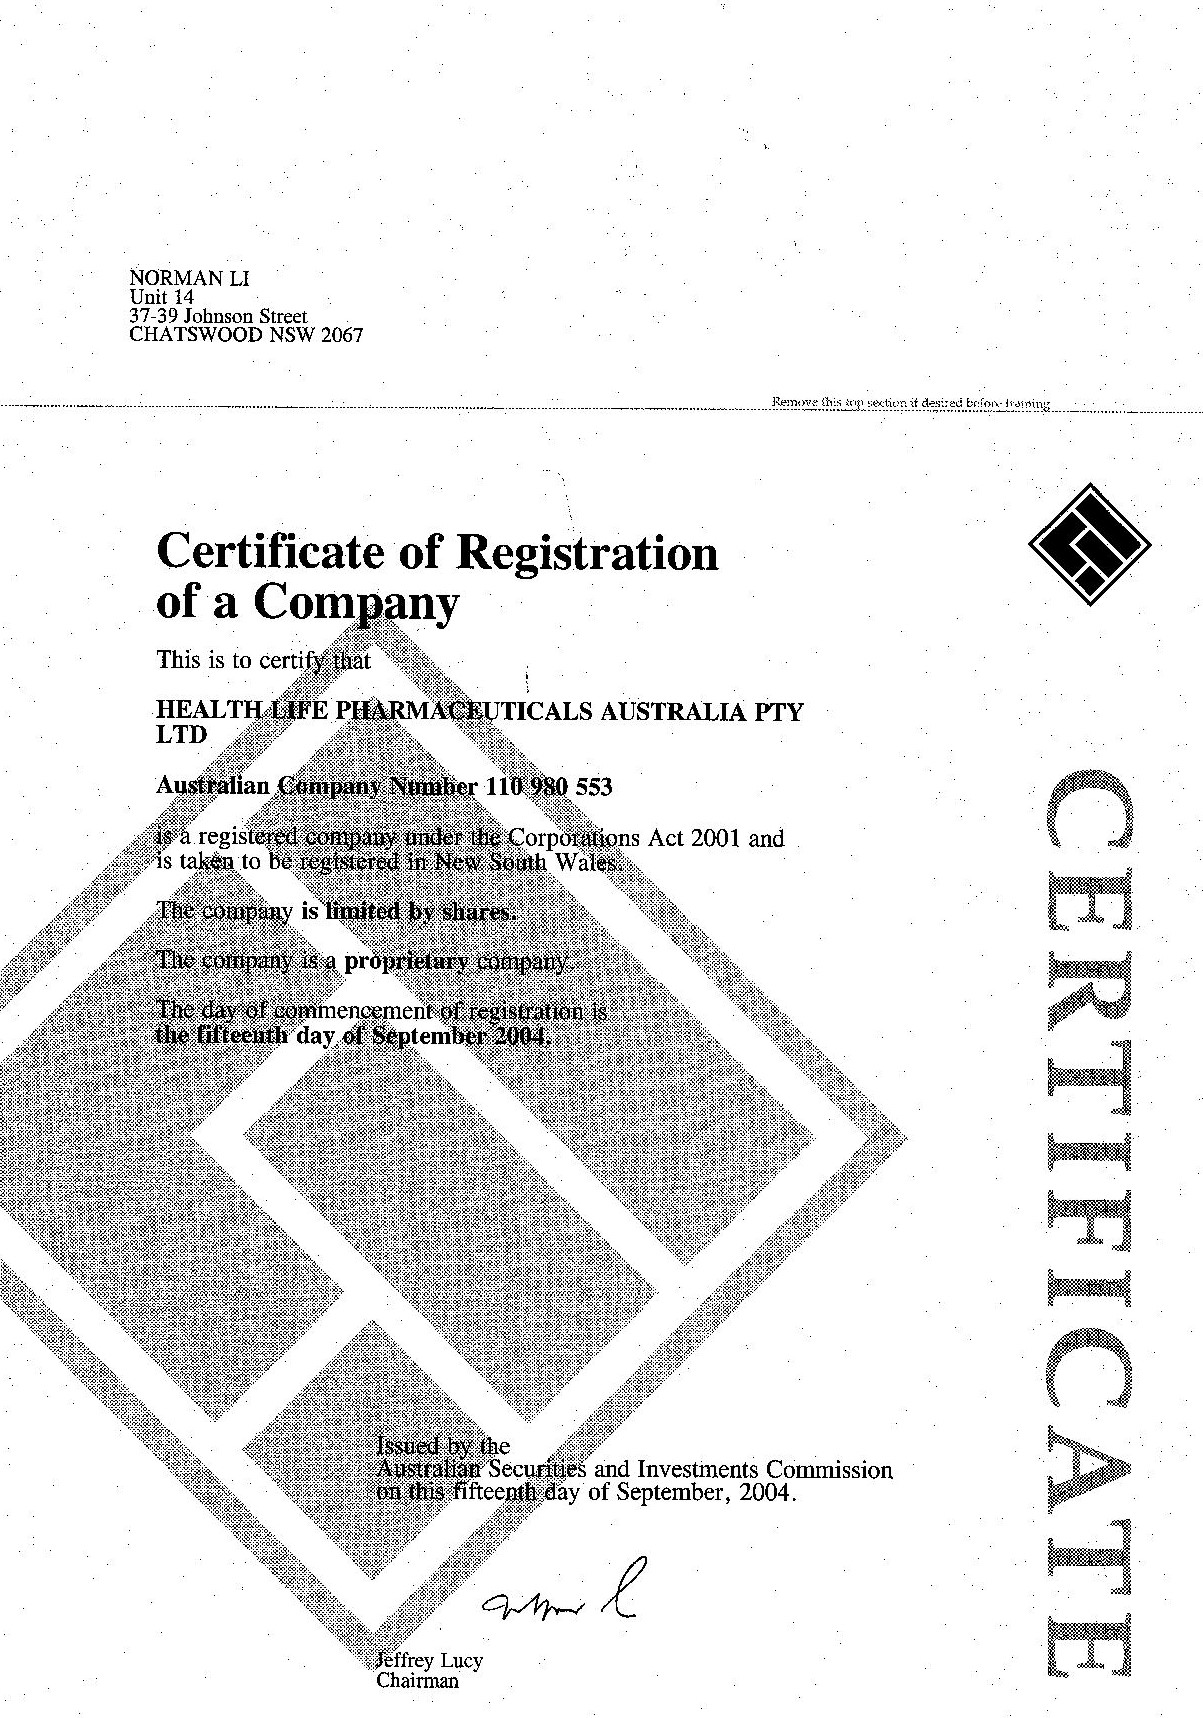 NORMAN LI
Unit 14
37-39 Johnson Street
CHATSWOOD NSW 2067
Remove this top section if desired before framing
Certificate of Registration
of a Company
This is to certify that
HEALTH LIFE PHARMACEUTICALS AUSTRALIA PTY
LTD
Australian Company Number 110 980 553
is a registered company under the Corporations Act 2001 and
is taken to be registered in New South Wales.
The company is limited by shares.
The company is a proprietary company.
The day of commencement of registration is
the fifteenth day of September 2004.
Issued by the
Australian Securities and Investments Commission
on this fifteenth day of September, 2004.
Jeffrey Lucy
Chairman
CERTIFICATE